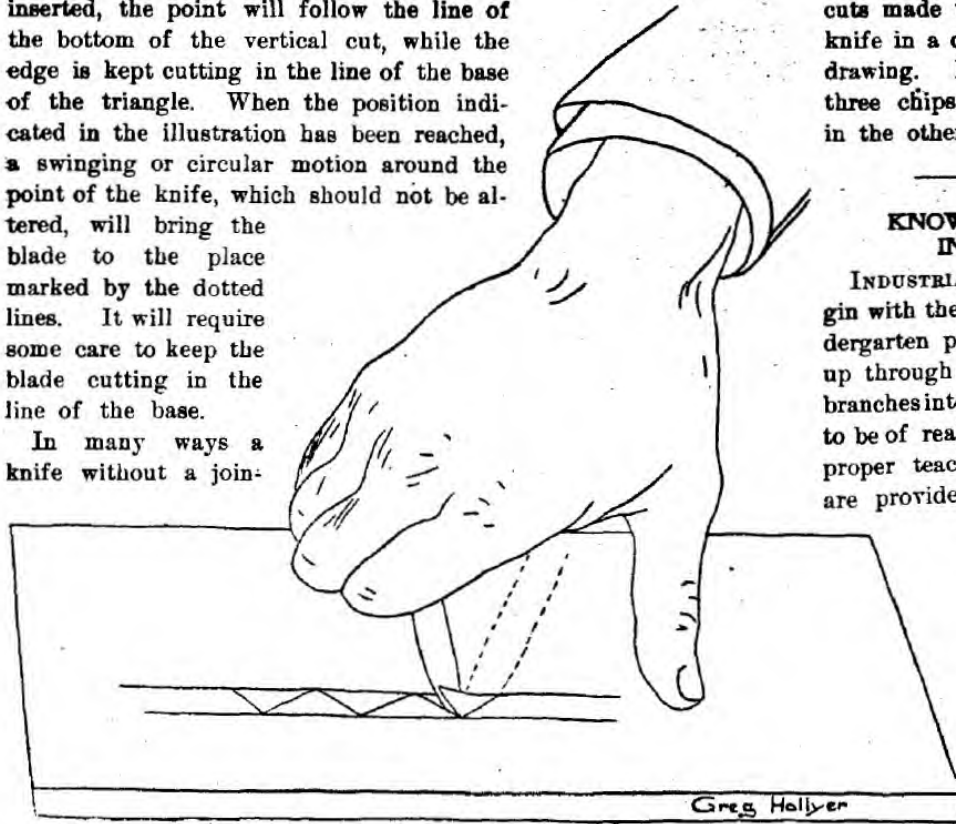 inserted, the point will follow the line of
the bottom of the vertical cut, while the
edge is kept cutting in the line of the base
of the triangle. When the position indi-
cated in the illustration has been reached,
a swinging or circular motion around the
point of the knife, which should not be al-
tered, will bring the
blade to the place
marked by the dotted
lines. It will require
some care to keep the
blade cutting in the
line of the base.
In many ways a
knife without a join-
Greg Hollyer
cuts made
knife in a
drawing.
three chips
in the othe
KNOW
IN
INDUSTRIA
gin with the
dergarten p
up through
branches int
to be of rea
proper teac
are provide